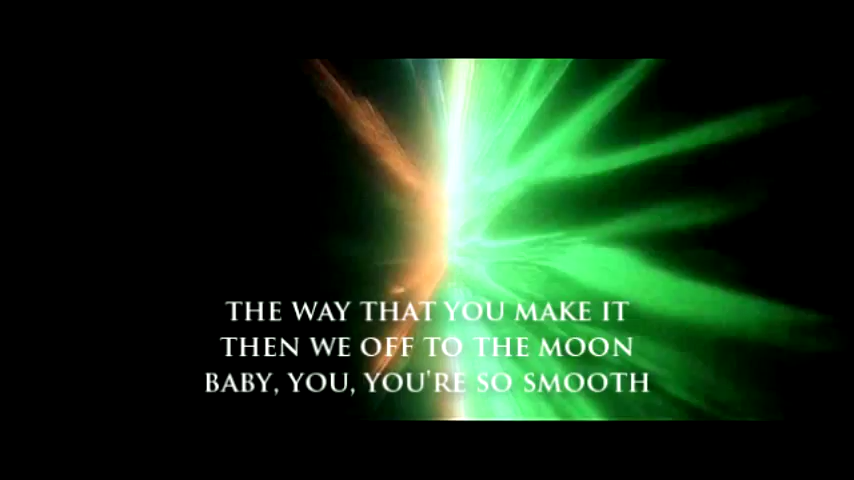 THE WAY THAT YOU MAKE IT
THEN WE OFF TO THE MOON
BABY, YOU, YOU'RE SO SMOOTH